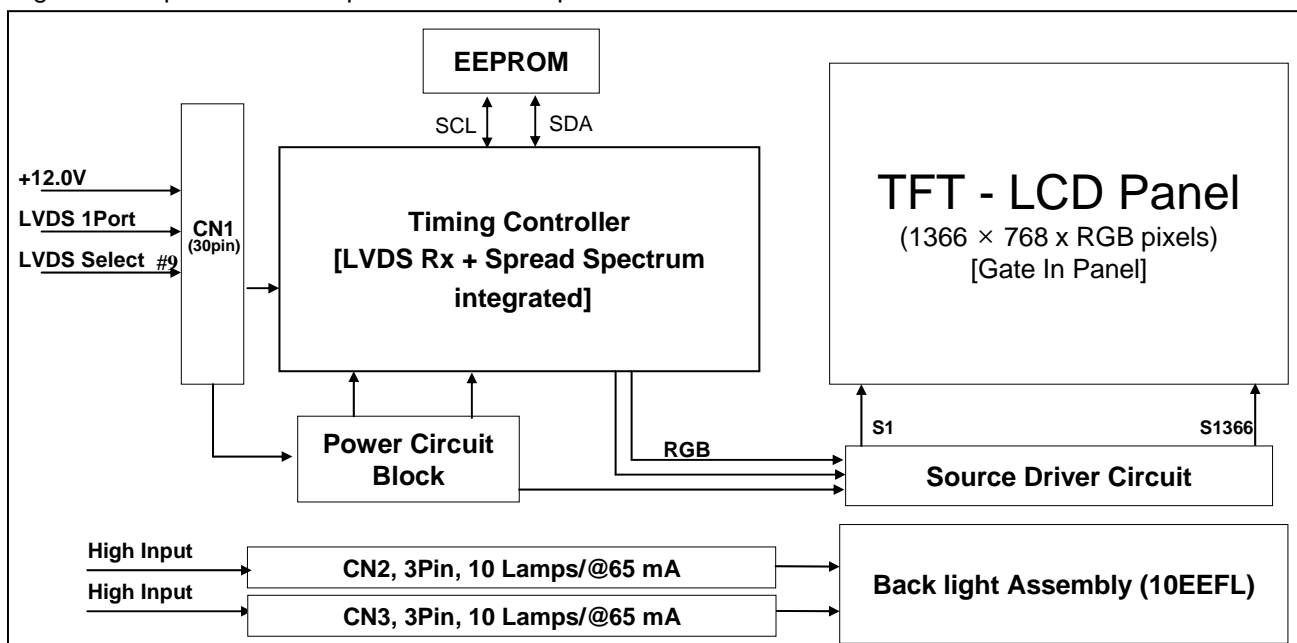 EEPROM
SCL
SDA
+12.0V
LVDS 1Port
LVDS Select #9
CN1
(30pin)
Timing Controller
[LVDS Rx + Spread Spectrum
integrated]
TFT - LCD Panel
(1366 × 768 x RGB pixels)
[Gate In Panel]
S1
S1366
Power Circuit
Block
RGB
Source Driver Circuit
High Input
CN2, 3Pin, 10 Lamps/@65 mA
High Input
CN3, 3Pin, 10 Lamps/@65 mA
Back light Assembly (10EEFL)